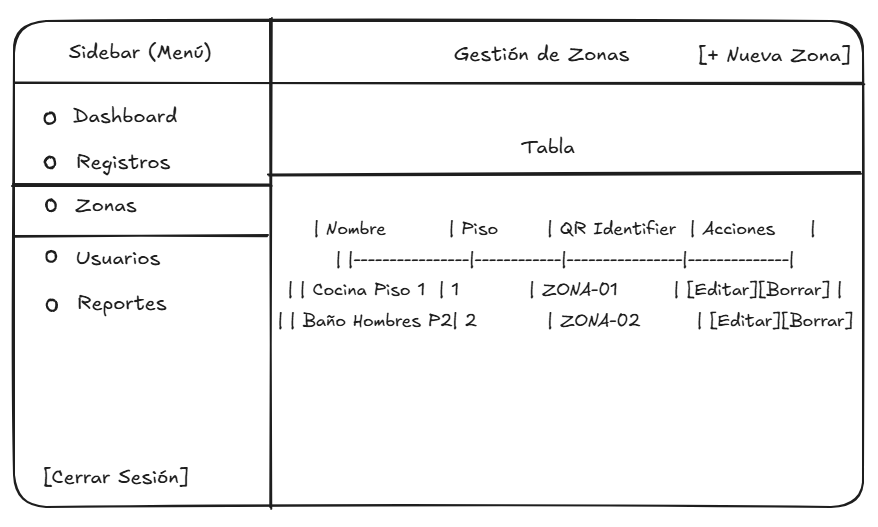 Sidebar (Menú)
Gestión de Zonas
[+ Nueva Zona]
Dashboard
Registros
Zonas
Usuarios
Reportes
[Cerrar Sesión]
Tabla
| Nombre | Piso | QR Identifier | Acciones |
| |----------------|------------|----------------|--------------|
| | Cocina Piso 1 | 1 | ZONA-01 | [Editar][Borrar] |
| | Baño Hombres P2| 2 | ZONA-02 | [Editar][Borrar]